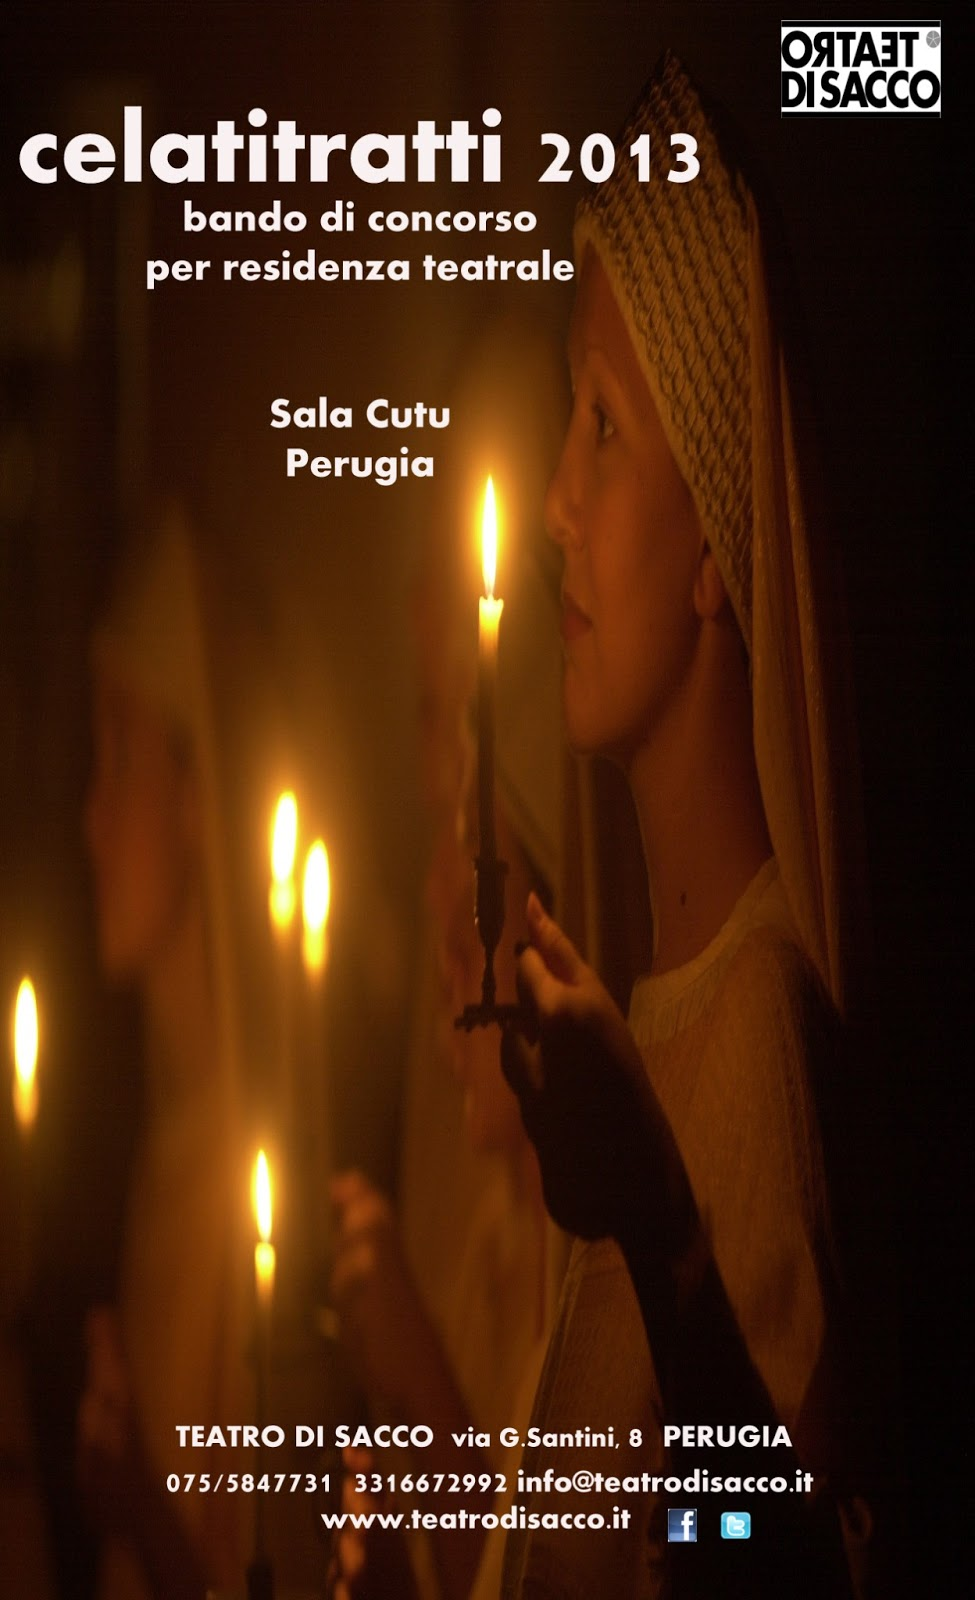 TEATRO
DI SACCO
celatitratti 2013
bando di concorso
per residenza teatrale
Sala Cutu
Perugia
TEATRO DI SACCO via G.Santini, 8 PERUGIA
075/5847731 3316672992 info@teatrodisacco.it
www.teatrodisacco.it